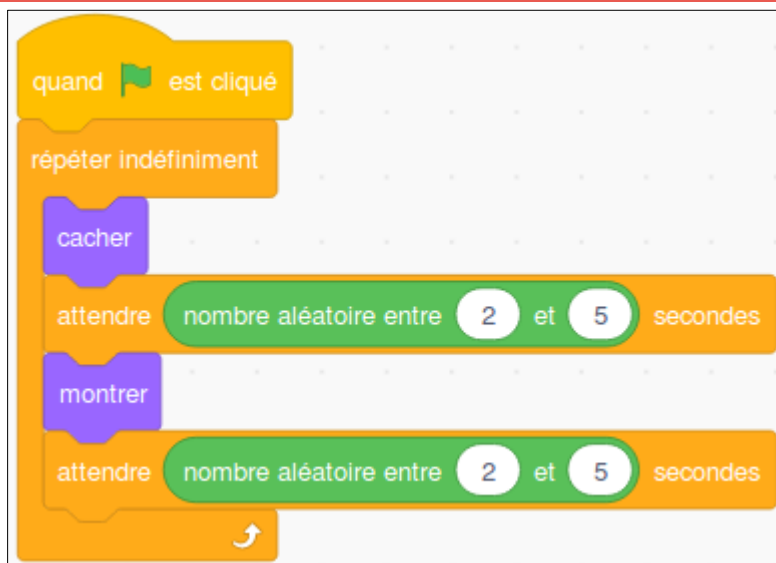 quand est cliqué
répéter indéfiniment
cacher
attendre nombre aléatoire entre 2 et 5 secondes
montrer
attendre nombre aléatoire entre 2 et 5 secondes